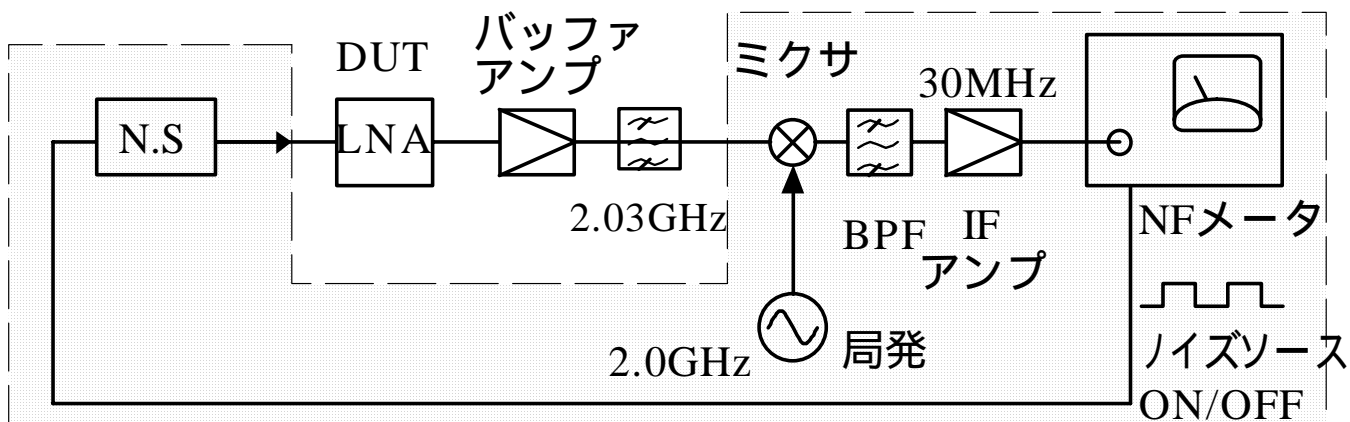 バッファ
アンプ
DUT
ミクサ
30MHz
N.S
LNA
2.03GHz
BPF
IF
アンプ
NFメータ
2.0GHz
局発
ノイズソース
ON/OFF